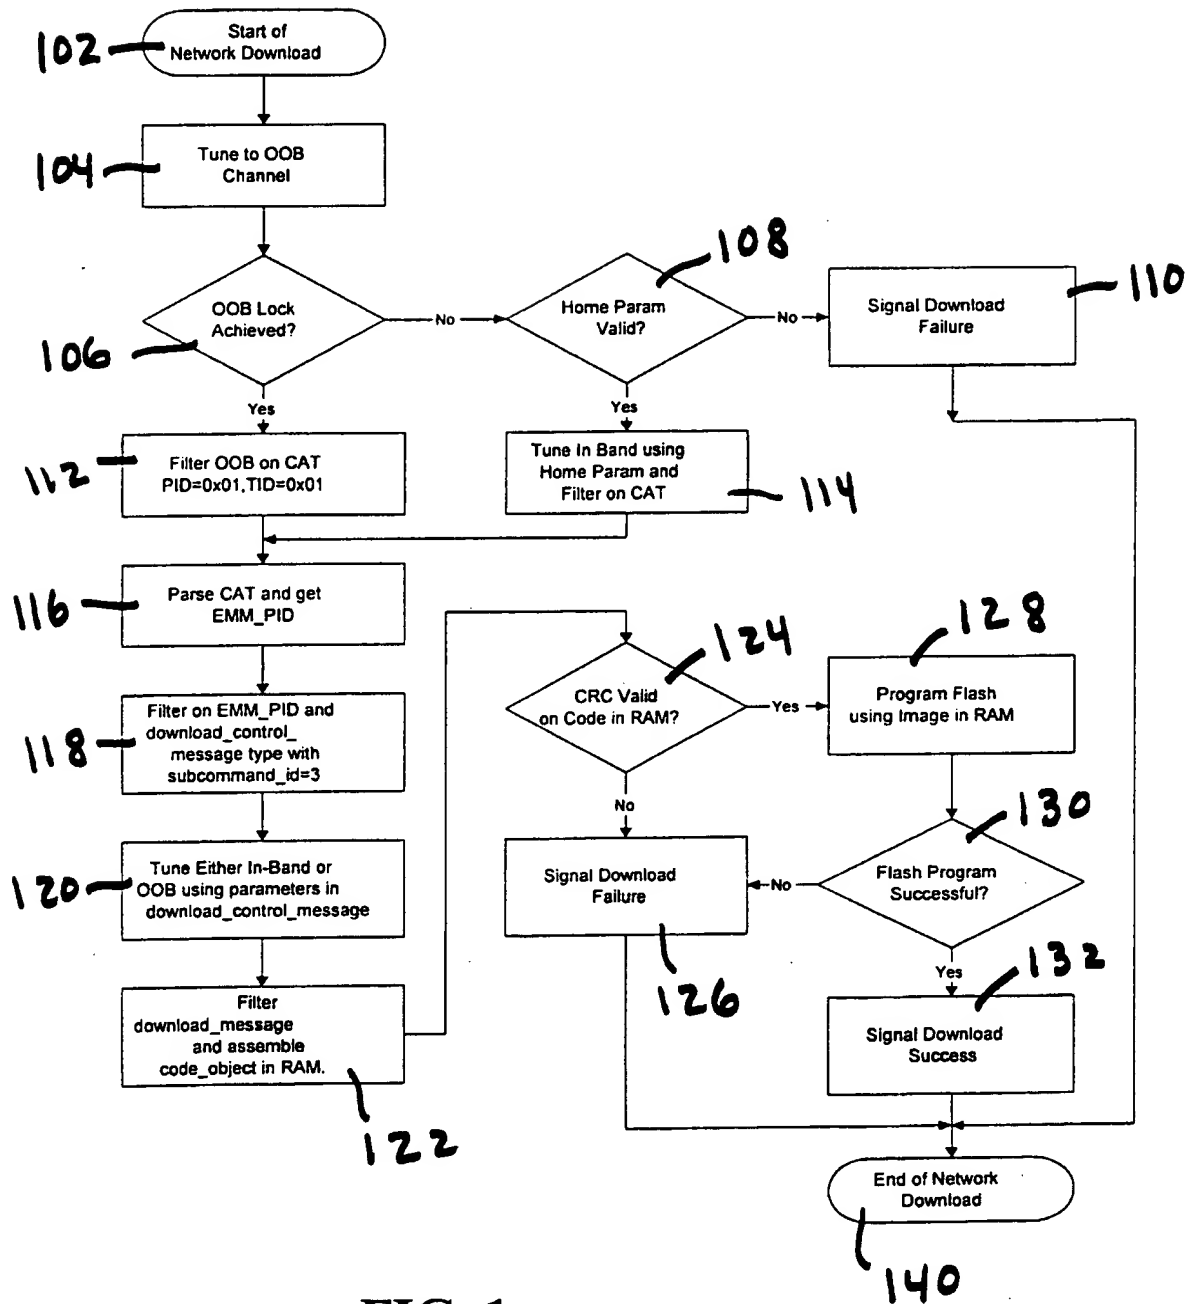 102
Start of
Network Download
104
Tune to OOB
Channel
106
OOB Lock
Achieved?
No
108
Home Param
Valid?
No
110
Signal Download
Failure
Yes
Yes
112
Filter OOB on CAT
PID=0x01,TID=0x01
Tune In Band using
Home Param and
Filter on CAT
114
116
Parse CAT and get
EMM_PID
118
Filter on EMM_PID and
download_control_
message type with
subcommand_id=3
120
Tune Either In-Band or
OOB using parameters in
download_control_message
Filter
download_message
and assemble
code_object in RAM.
122
124
CRC Valid
on Code in RAM?
Yes
128
Program Flash
using Image in RAM
No
130
Signal Download
Failure
126
No
Flash Program
Successful?
Yes
132
Signal Download
Success
End of Network
Download
140
FIG. 1